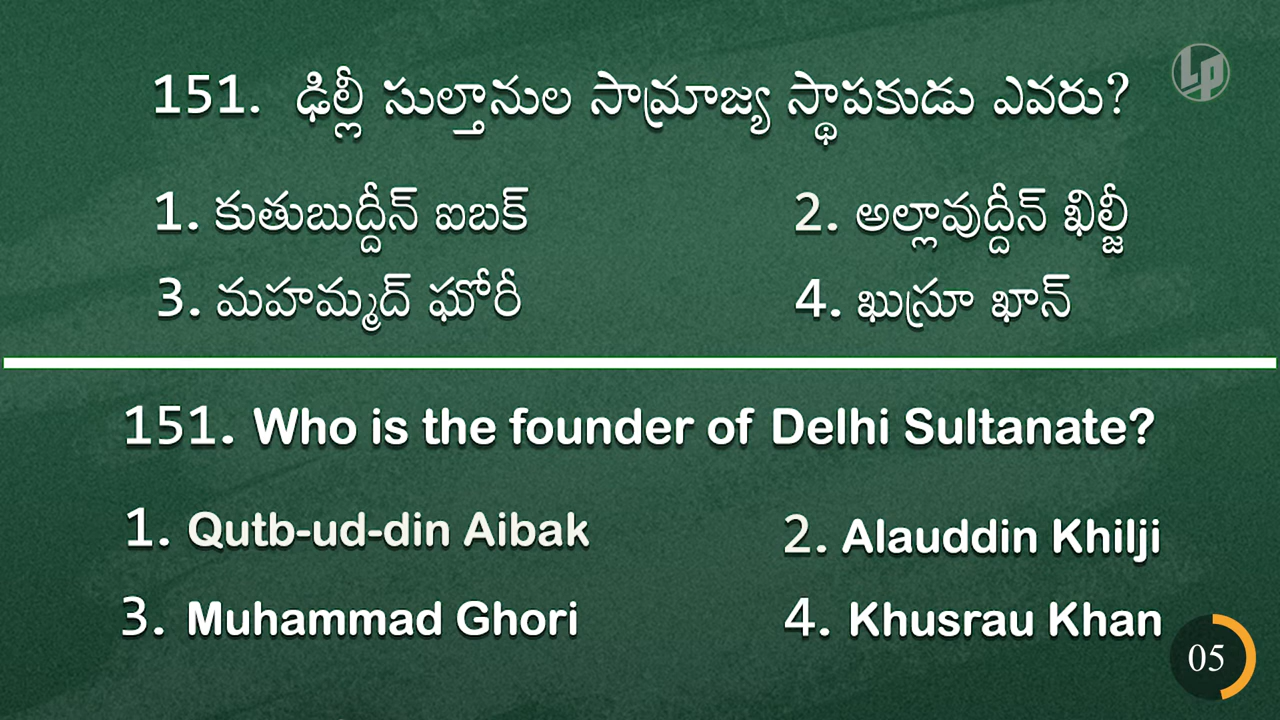 LP
151. ఢిల్లీ సుల్తానుల సామ్రాజ్య స్థాపకుడు ఎవరు?
1. కుతుబుద్దీన్ ఐబక్ 2. అల్లావుద్దీన్ ఖిల్జీ
3. మహమ్మద్ ఘోరీ 4. ఖుస్రూ ఖాన్
151. Who is the founder of Delhi Sultanate?
1. Qutb-ud-din Aibak 2. Alauddin Khilji
3. Muhammad Ghori 4. Khusrau Khan
05